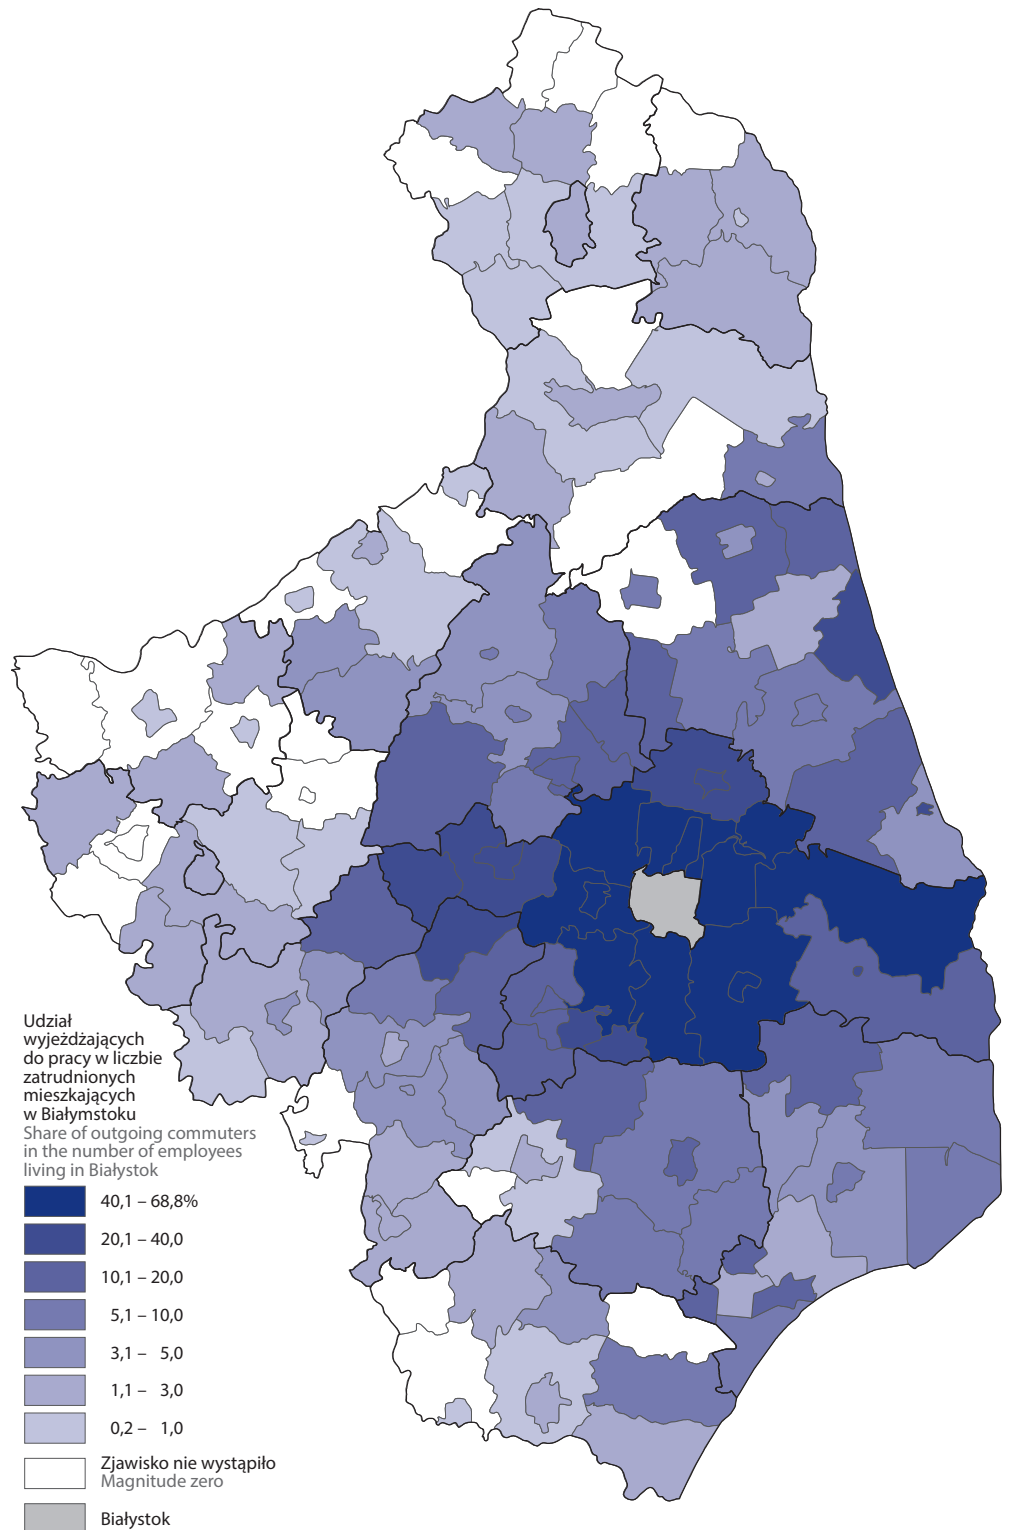 Udział
wyjeżdżających
do pracy w liczbie
zatrudnionych
mieszkających
w Białymstoku
Share of outgoing commuters
in the number of employees
living in Białystok
40,1 – 68,8%
20,1 – 40,0
10,1 – 20,0
5,1 – 10,0
3,1 – 5,0
1,1 – 3,0
0,2 – 1,0
Zjawisko nie wystąpiło
Magnitude zero
Białystok